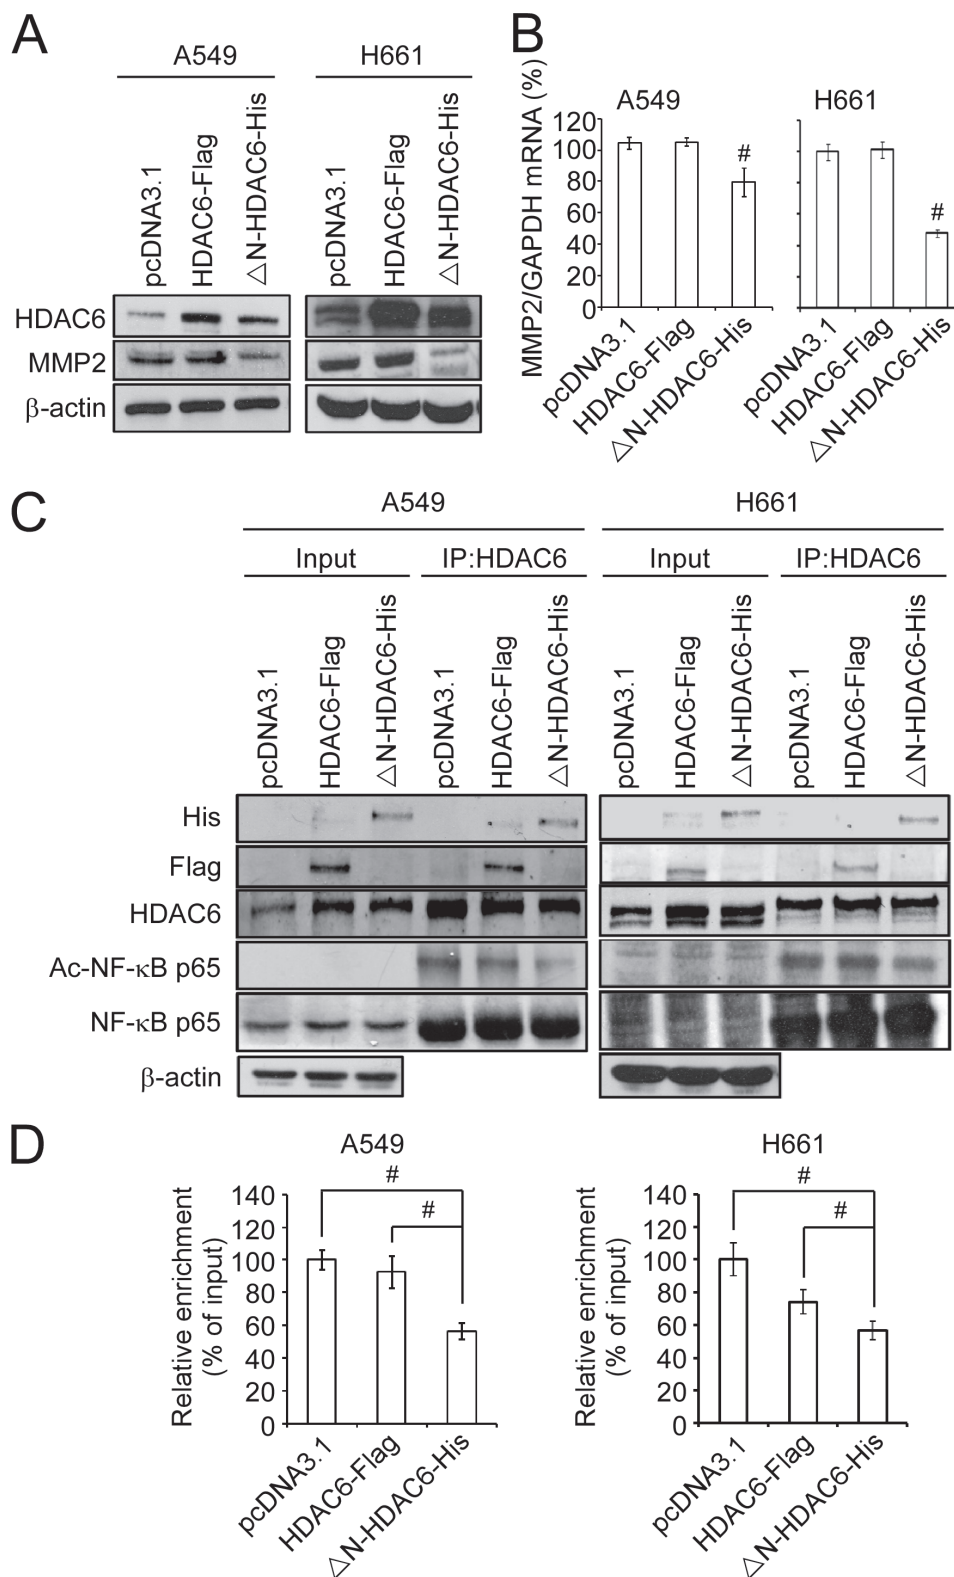 A
A549
H661
pcDNA3.1
HDAC6-Flag
△N-HDAC6-His
pcDNA3.1
HDAC6-Flag
△N-HDAC6-His
HDAC6
MMP2
β-actin
B
MMP2/GAPDH mRNA (%)
A549
H661
120
100
80
60
40
20
0
#
#
pcDNA3.1
HDAC6-Flag
△N-HDAC6-His
pcDNA3.1
HDAC6-Flag
△N-HDAC6-His
C
A549
H661
Input
IP:HDAC6
Input
IP:HDAC6
pcDNA3.1
HDAC6-Flag
△N-HDAC6-His
pcDNA3.1
HDAC6-Flag
△N-HDAC6-His
pcDNA3.1
HDAC6-Flag
△N-HDAC6-His
pcDNA3.1
HDAC6-Flag
△N-HDAC6-His
His
Flag
HDAC6
Ac-NF-κB p65
NF-κB p65
β-actin
D
A549
Relative enrichment
(% of input)
140
120
100
80
60
40
20
0
#
#
pcDNA3.1
HDAC6-Flag
△N-HDAC6-His
H661
Relative enrichment
(% of input)
140
120
100
80
60
40
20
0
#
#
pcDNA3.1
HDAC6-Flag
△N-HDAC6-His